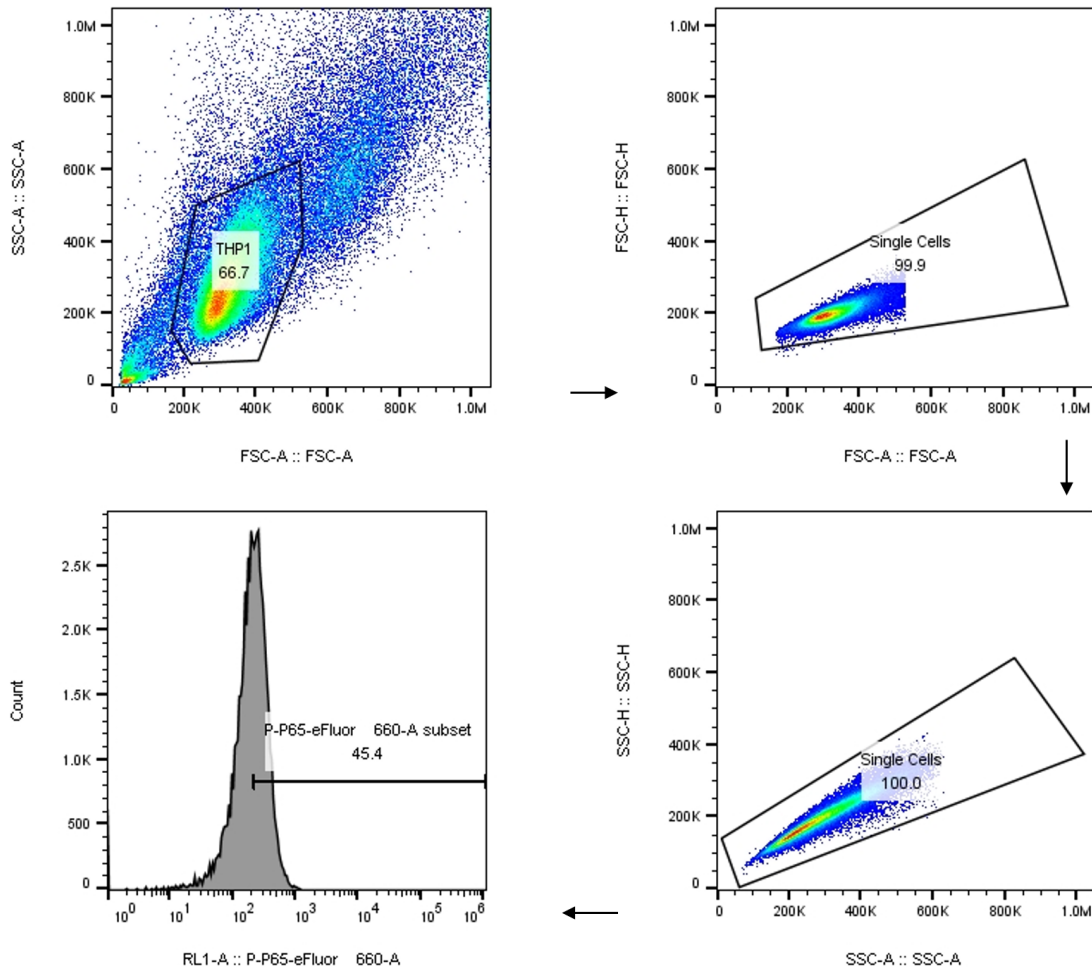 SSC-A :: SSC-A
1.0M
800K
600K
400K
200K
0
THP1
66.7
0
200K
400K
600K
800K
1.0M
FSC-A :: FSC-A
FSC-H :: FSC-H
1.0M
800K
600K
400K
200K
0
Single Cells
99.9
200K
400K
600K
800K
1.0M
FSC-A :: FSC-A
Count
2.5K
2.0K
1.5K
1.0K
500
0
P-P65-eFluor 660-A subset
45.4
10^0
10^1
10^2
10^3
10^4
10^5
10^6
RL1-A :: P-P65-eFluor 660-A
SSC-H :: SSC-H
1.0M
800K
600K
400K
200K
0
Single Cells
100.0
0
200K
400K
600K
800K
1.0M
SSC-A :: SSC-A